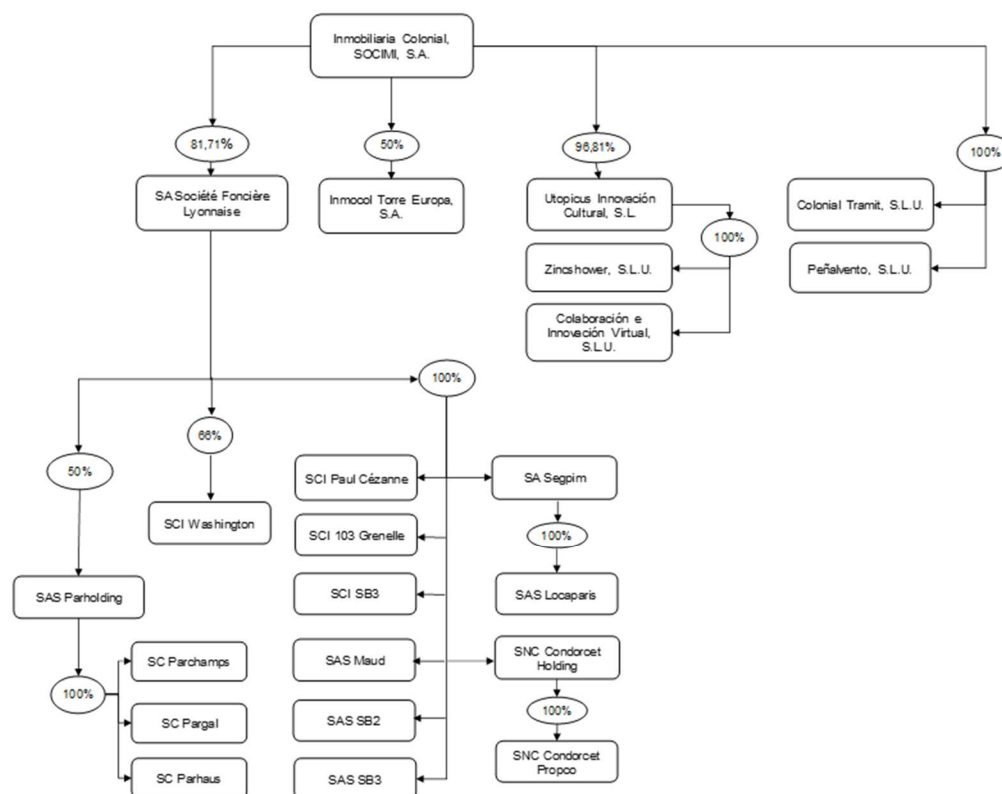 Inmobiliaria Colonial,
SOCIMI, S.A.
81,71%
50%
96,81%
100%
SA Société Foncière
Lyonnaise
Inmocol Torre Europa,
S.A.
Utopicus Innovación
Cultural, S.L.
Colonial Tramit, S.L.U.
100%
Zincshower, S.L.U.
Peñalvento, S.L.U.
Colaboración e
Innovación Virtual,
S.L.U.
100%
66%
50%
SCI Paul Cézanne
SA Segpim
SCI Washington
SCI 103 Grenelle
100%
SAS Parholding
SCI SB3
SAS Locaparis
SC Parchamps
SAS Maud
SNC Condorcet
Holding
100%
SC Pargal
SAS SB2
100%
SC Parhaus
SAS SB3
SNC Condorcet
Propco